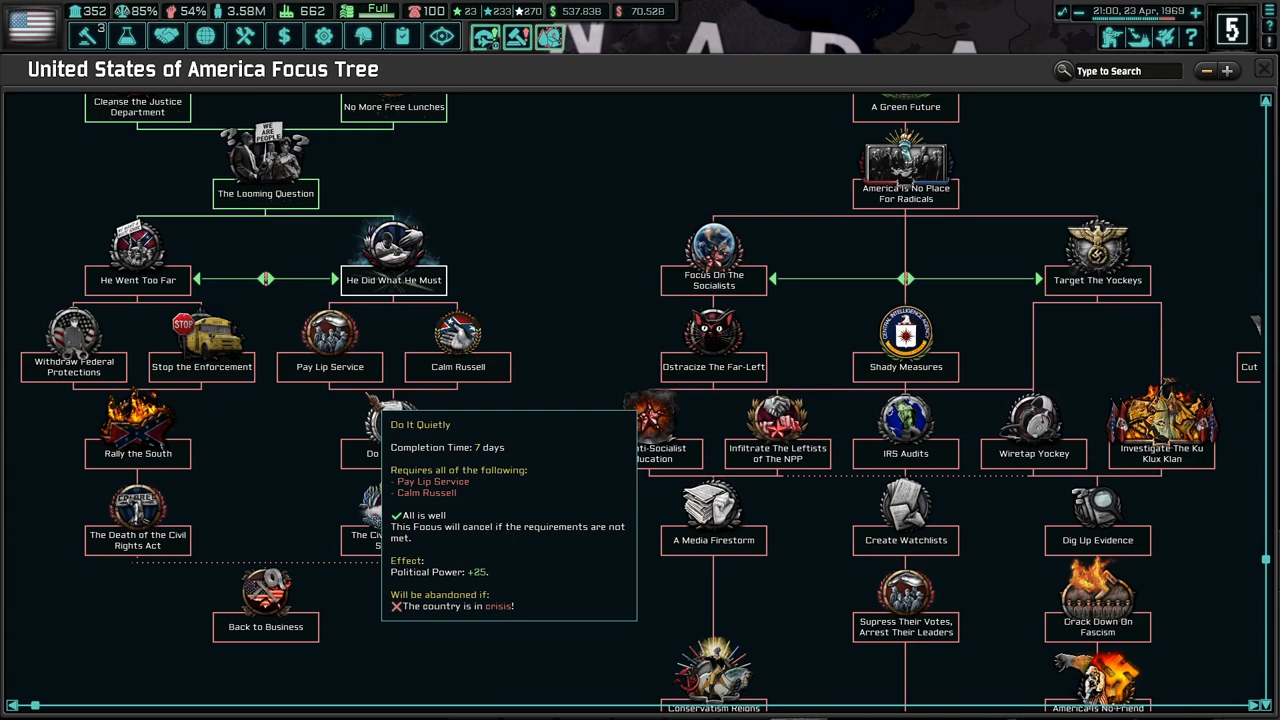 352 85% 54% 3.58M 662 Full 100 23 233 270 $ 537.83B $ 70.52B
21:00, 23 Apr, 1969
5
3
United States of America Focus Tree
Type to Search
Cleanse the Justice
Department
No More Free Lunches
A Green Future
WE
ARE
PEOPLE
The Looming Question
America Is No Place
For Radicals
He Went Too Far
He Did What He Must
Focus On The
Socialists
Target The Yockeys
STOP
Withdraw Federal
Protections
Stop the Enforcement
Pay Lip Service
Calm Russell
Ostracize The Far-Left
CENTRAL INTELLIGENCE AGENCY
Shady Measures
Cut
Rally the South
Do
Infiltrate The Leftists
of The NPP
IRS Audits
Wiretap Yockey
Investigate The Ku
Klux Klan
The Death of the Civil
Rights Act
The Civ
A Media Firestorm
Create Watchlists
Dig Up Evidence
Back to Business
Supress Their Votes,
Arrest Their Leaders
Crack Down On
Fascism
Conservatism Reigns
America Is No Friend
Do It Quietly
Completion Time: 7 days
Requires all of the following:
- Pay Lip Service
- Calm Russell
All is well
This Focus will cancel if the requirements are not
met.
Effect:
Political Power: +25.
Will be abandoned if:
The country is in crisis!